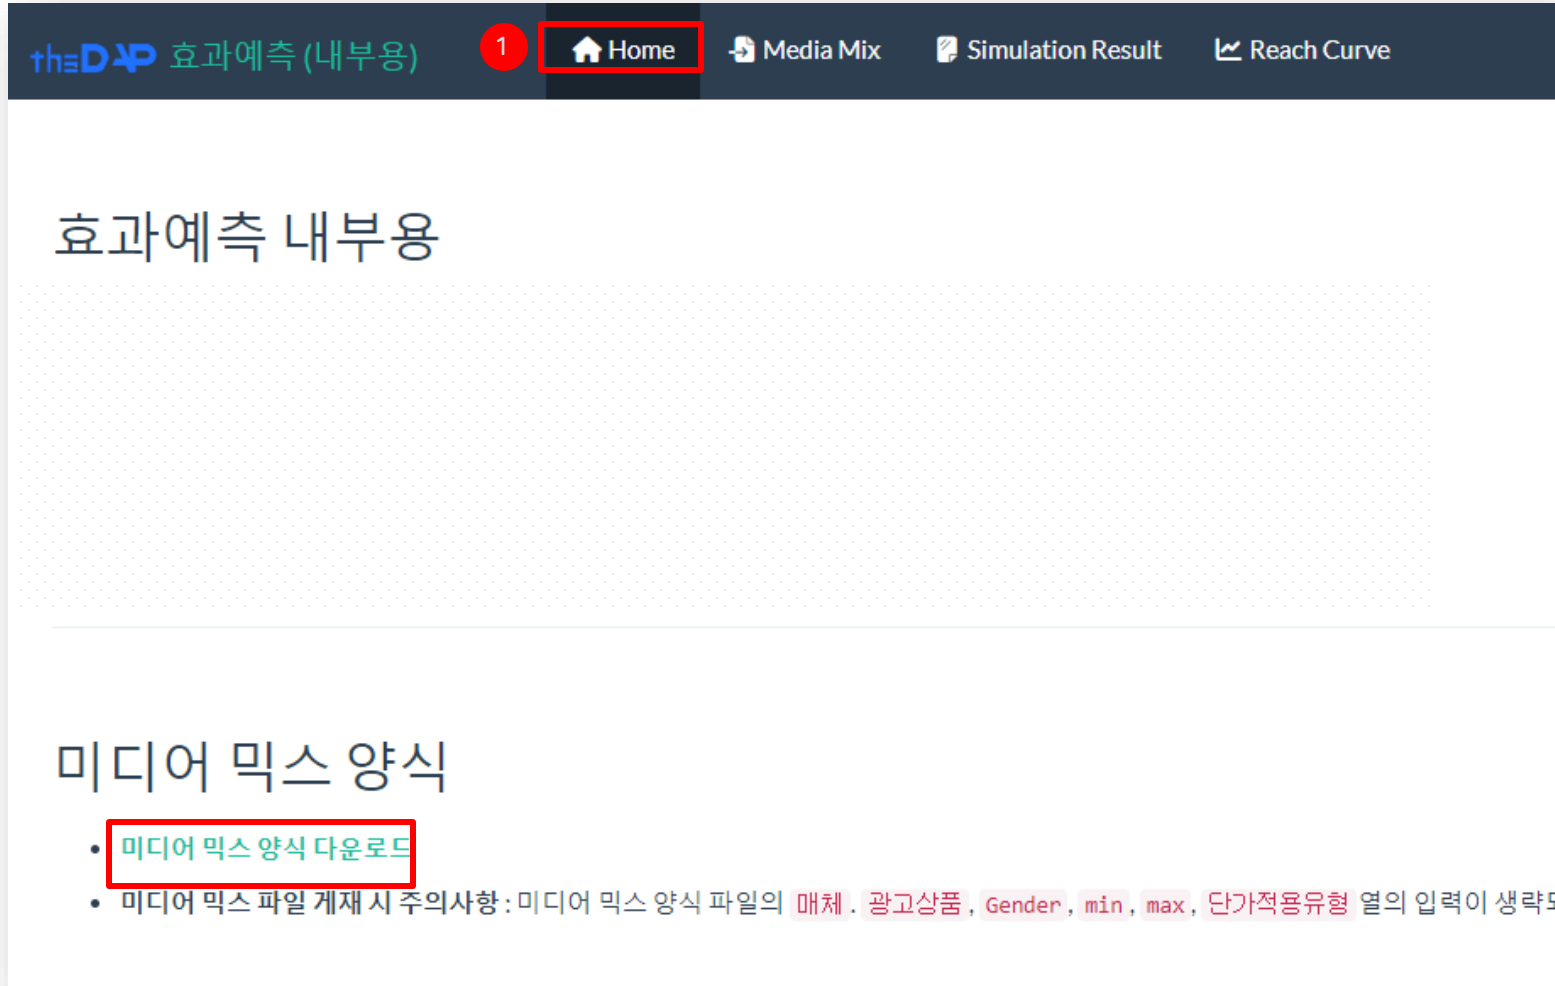 theDAP 효과예측 (내부용) 1 Home Media Mix Simulation Result Reach Curve
효과예측 내부용
미디어 믹스 양식
• 미디어 믹스 양식 다운로드
• 미디어 믹스 파일 게재 시 주의사항 : 미디어 믹스 양식 파일의 매체 . 광고상품 , Gender , min , max , 단가적용유형 열의 입력이